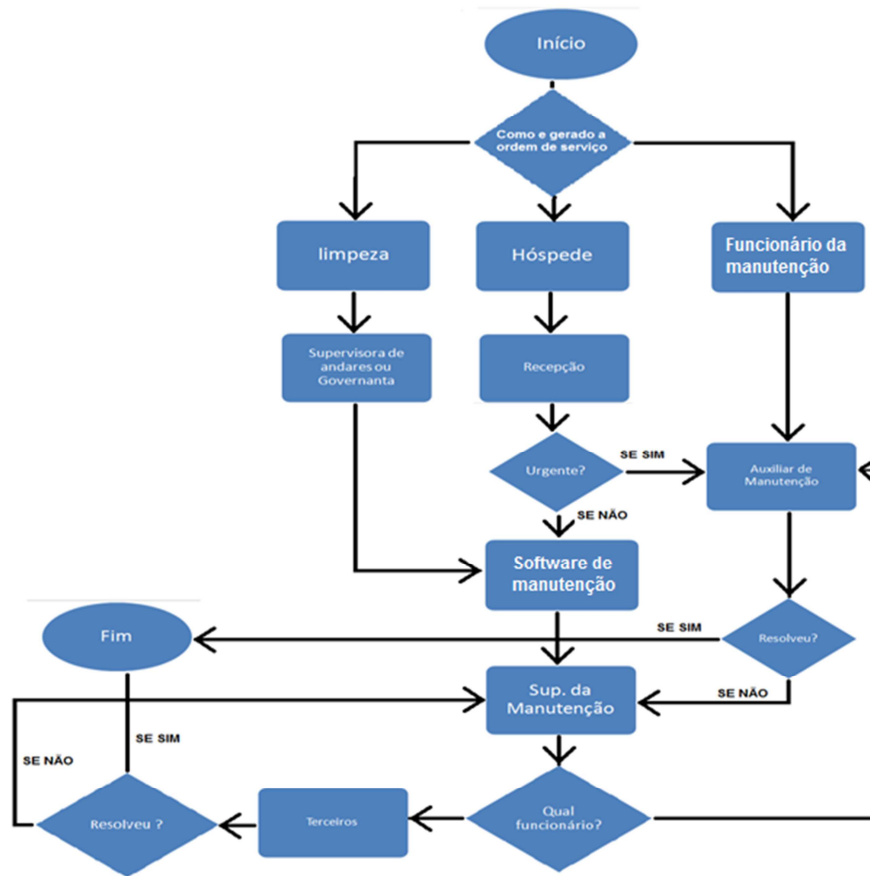 Início
Como e gerado a
ordem de serviço
limpeza
Hóspede
Funcionário da
manutenção
Supervisora de
andares ou
Governanta
Recepção
Urgente?
SE SIM
Auxiliar de
Manutenção
SE NÃO
Software de
manutenção
Fim
SE SIM
Resolveu?
SE NÃO
Sup. da
Manutenção
SE SIM
SE NÃO
Resolveu ?
Terceiros
Qual
funcionário?